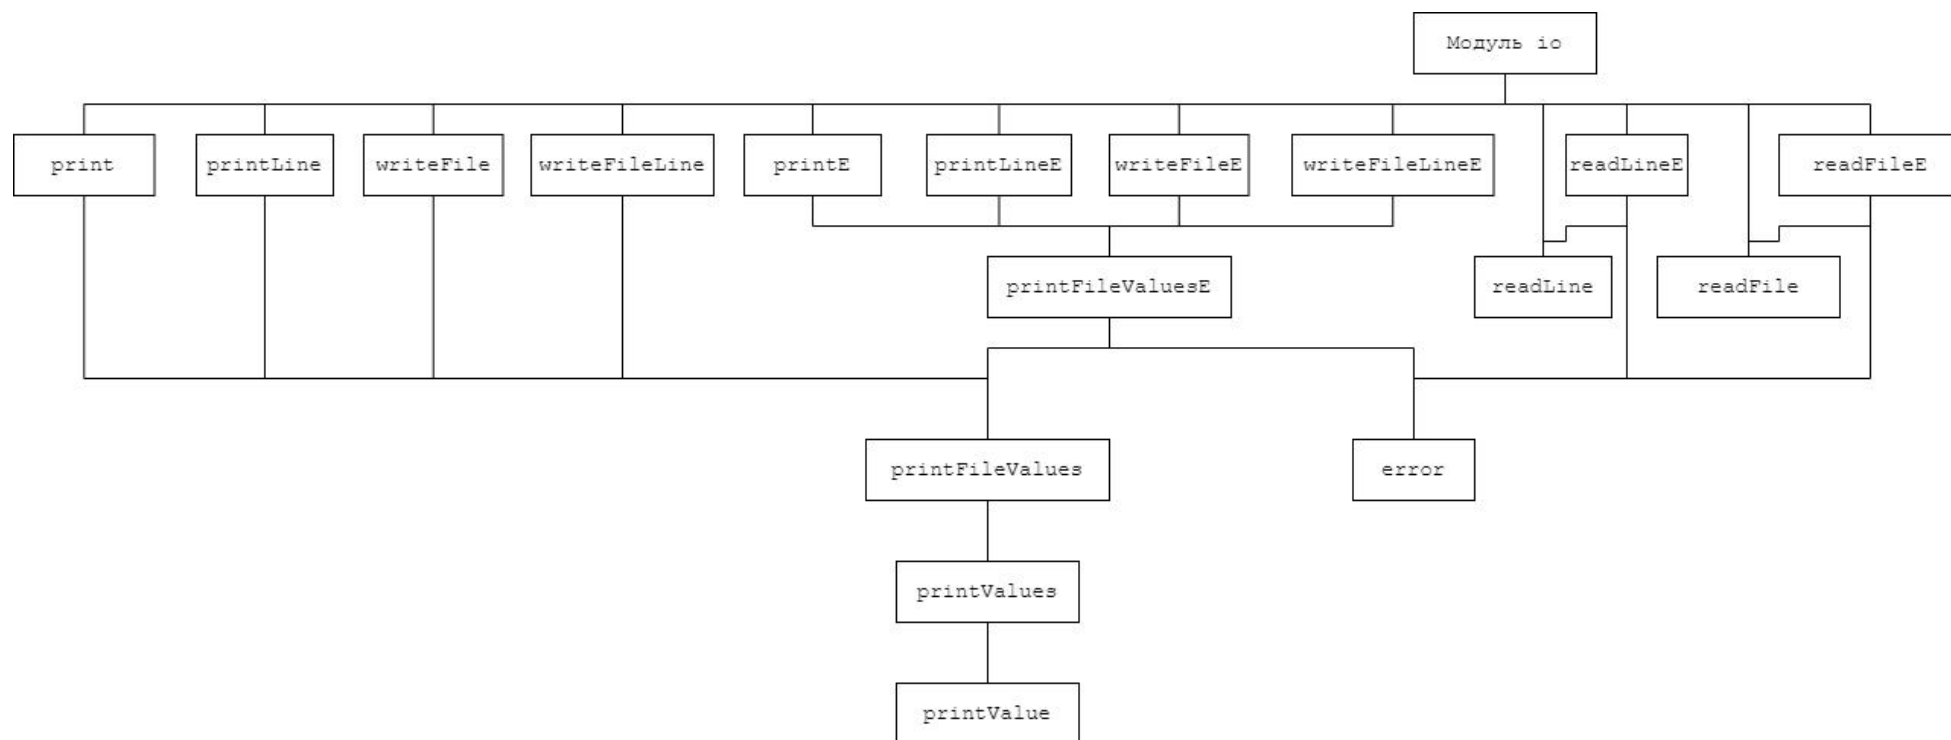 Модуль io
print
printLine
writeFile
writeFileLine
printE
printLineE
writeFileE
writeFileLineE
readLineE
readFileE
printFileValuesE
readLine
readFile
printFileValues
error
printValues
printValue